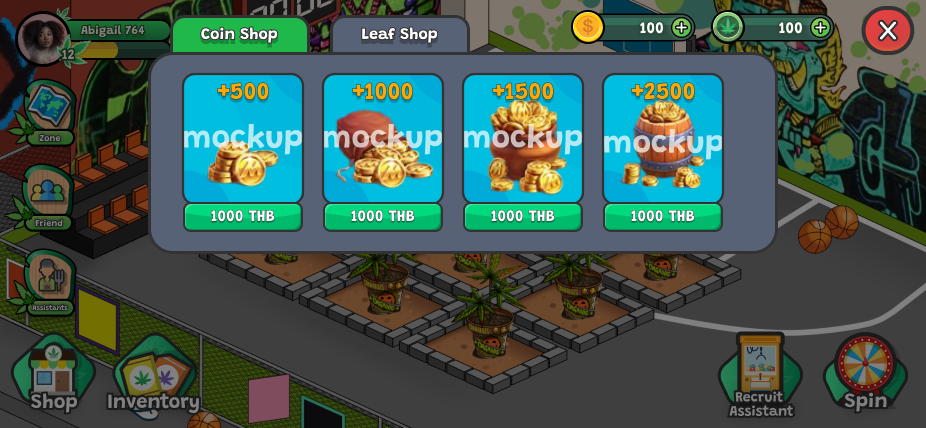 Abigail 764
12
Coin Shop
Leaf Shop
100
100
+500
+1000
+1500
+2500
mockup
mockup
mockup
mockup
1000 THB
1000 THB
1000 THB
1000 THB
Zone
Friend
Assistants
Shop
Inventory
Recruit
Assistant
Spin